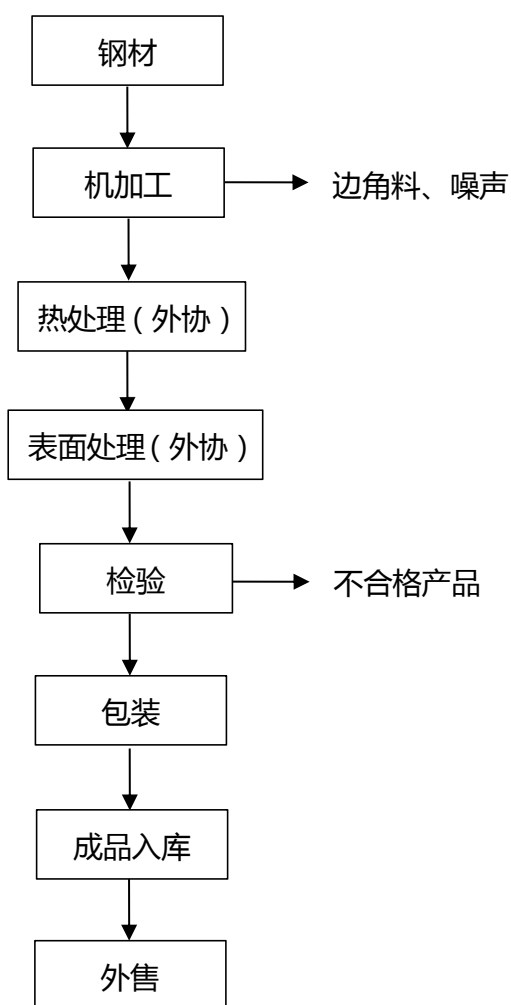 钢材
机加工
边角料、噪声
热处理（外协）
表面处理（外协）
检验
不合格产品
包装
成品入库
外售